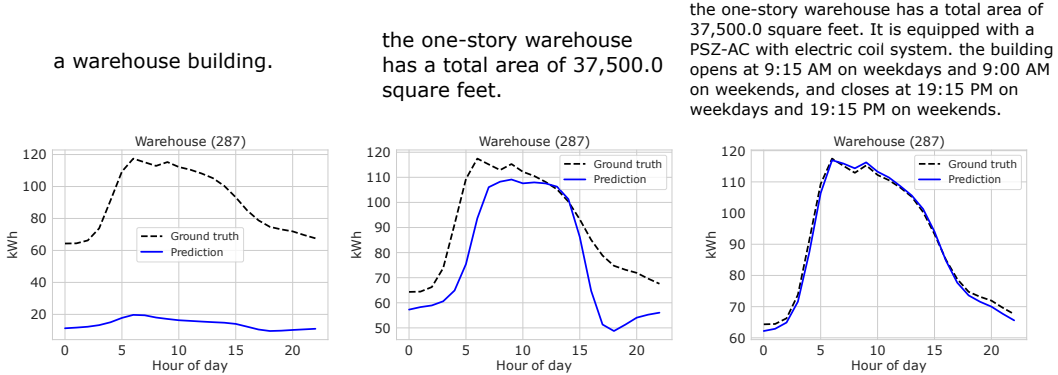 a warehouse building.
Warehouse (287)
120
100
80
60
40
20
kWh
Ground truth
Prediction
0 5 10 15 20
Hour of day
the one-story warehouse
has a total area of 37,500.0
square feet.
Warehouse (287)
120
110
100
90
80
70
60
50
kWh
Ground truth
Prediction
0 5 10 15 20
Hour of day
the one-story warehouse has a total area of
37,500.0 square feet. It is equipped with a
PSZ-AC with electric coil system. the building
opens at 9:15 AM on weekdays and 9:00 AM
on weekends, and closes at 19:15 PM on
weekdays and 19:15 PM on weekends.
Warehouse (287)
120
110
100
90
80
70
60
kWh
Ground truth
Prediction
0 5 10 15 20
Hour of day